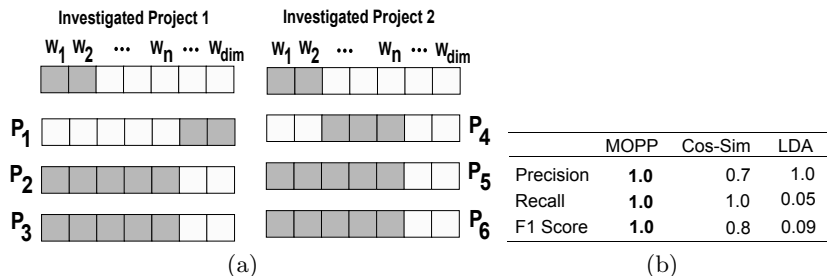 Investigated Project 1
W1 W2 ... Wn ... Wdim
P1
P2
P3
(a)
Investigated Project 2
W1 W2 ... Wn ... Wdim
P4
P5
P6
MOPP Cos-Sim LDA
Precision 1.0 0.7 1.0
Recall 1.0 1.0 0.05
F1 Score 1.0 0.8 0.09
(b)